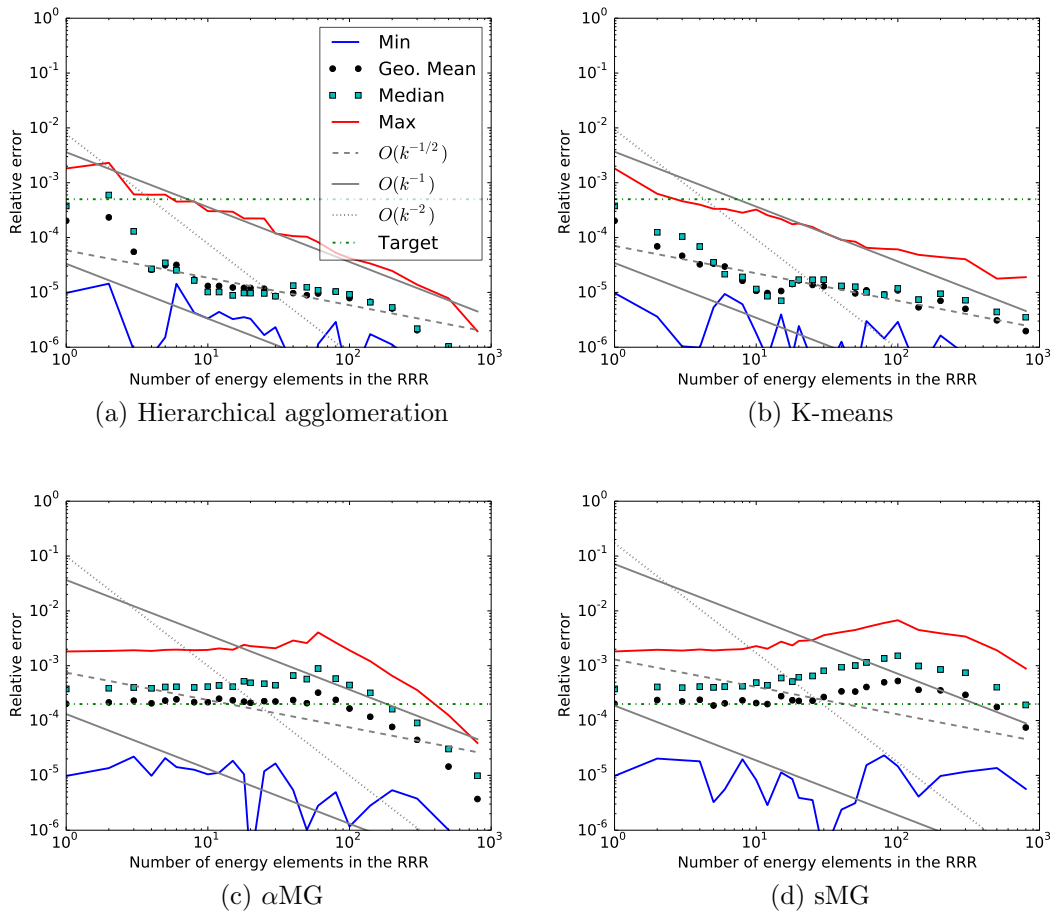 10^0
10^-1
10^-2
10^-3
10^-4
10^-5
10^-6
Relative error
Min
Geo. Mean
Median
Max
O(k^{-1/2})
O(k^{-1})
O(k^{-2})
Target
10^0 10^1 10^2 10^3
Number of energy elements in the RRR
(a) Hierarchical agglomeration
10^0
10^-1
10^-2
10^-3
10^-4
10^-5
10^-6
Relative error
10^0 10^1 10^2 10^3
Number of energy elements in the RRR
(b) K-means
10^0
10^-1
10^-2
10^-3
10^-4
10^-5
10^-6
Relative error
10^0 10^1 10^2 10^3
Number of energy elements in the RRR
(c) αMG
10^0
10^-1
10^-2
10^-3
10^-4
10^-5
10^-6
Relative error
10^0 10^1 10^2 10^3
Number of energy elements in the RRR
(d) sMG